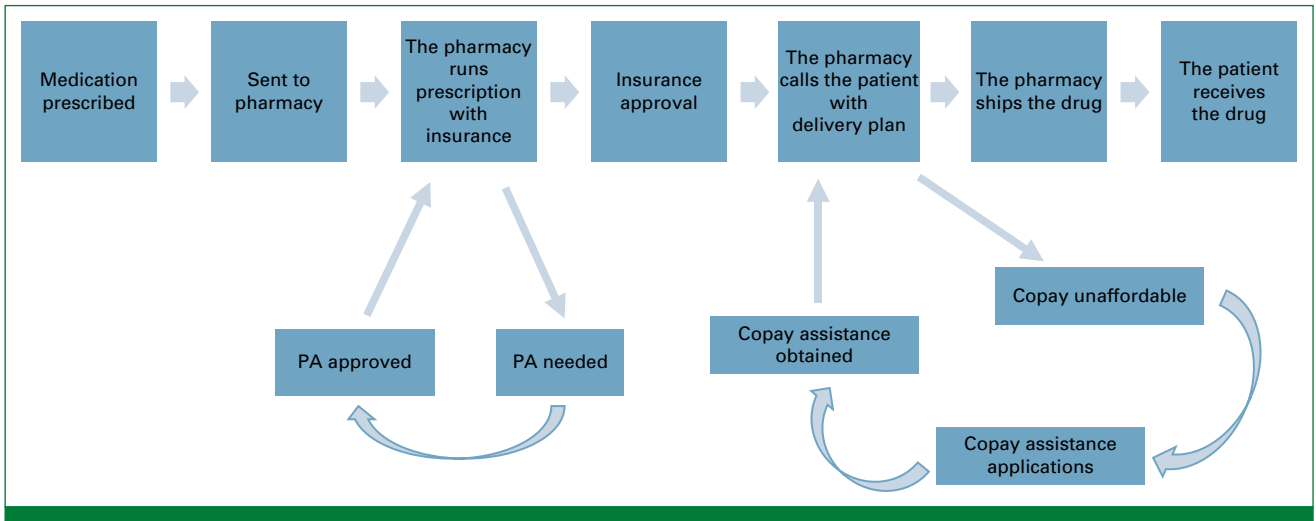 Medication
prescribed
Sent to
pharmacy
The pharmacy
runs
prescription
with
insurance
Insurance
approval
The pharmacy
calls the patient
with
delivery plan
The pharmacy
ships the drug
The patient
receives
the drug
PA approved
PA needed
Copay assistance
obtained
Copay unaffordable
Copay assistance
applications